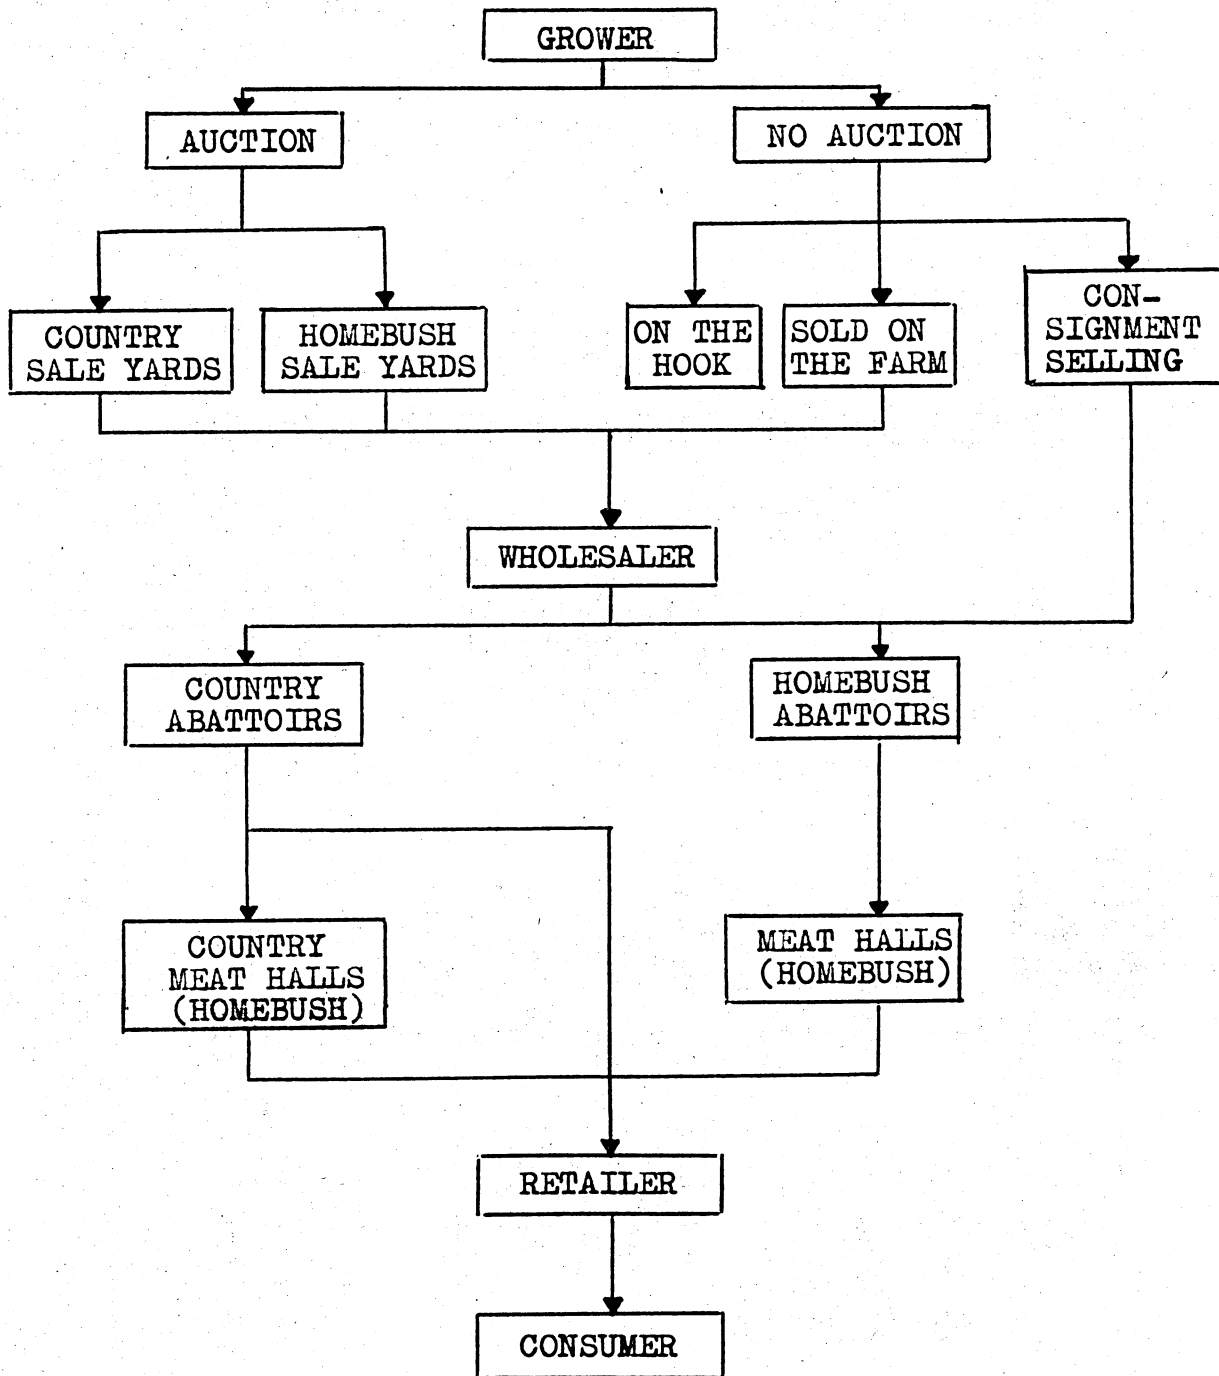 GROWER
AUCTION
NO AUCTION
COUNTRY
SALE YARDS
HOMEBUSH
SALE YARDS
ON THE
HOOK
SOLD ON
THE FARM
CON-
SIGNMENT
SELLING
WHOLESALER
COUNTRY
ABATTOIRS
HOMEBUSH
ABATTOIRS
COUNTRY
MEAT HALLS
(HOMEBUSH)
MEAT HALLS
(HOMEBUSH)
RETAILER
CONSUMER